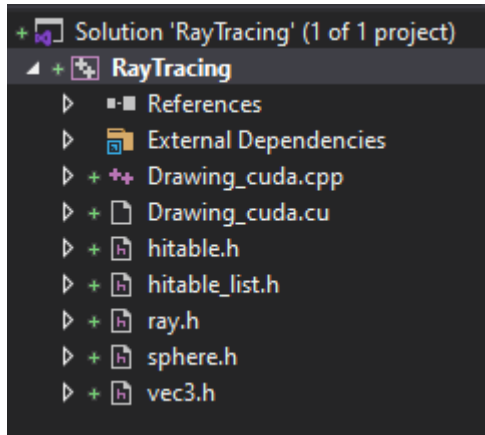 Solution 'RayTracing' (1 of 1 project)
RayTracing
References
External Dependencies
Drawing_cuda.cpp
Drawing_cuda.cu
hitable.h
hitable_list.h
ray.h
sphere.h
vec3.h